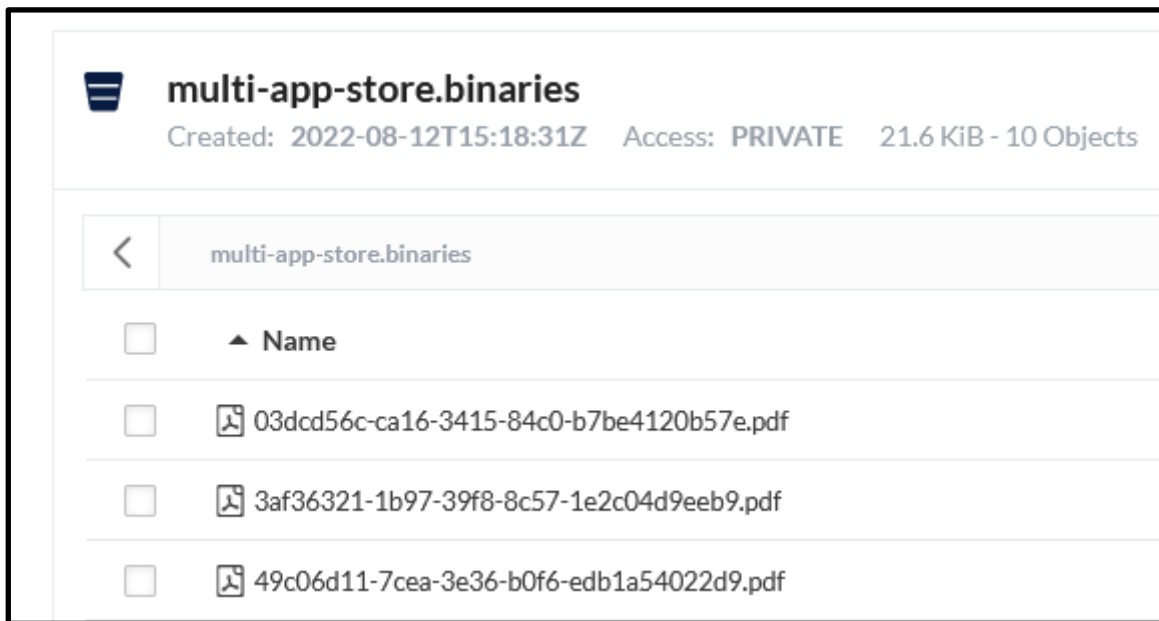 multi-app-store.binaries
Created: 2022-08-12T15:18:31Z Access: PRIVATE 21.6 KiB - 10 Objects
multi-app-store.binaries
Name
03dcd56c-ca16-3415-84c0-b7be4120b57e.pdf
3af36321-1b97-39f8-8c57-1e2c04d9eeb9.pdf
49c06d11-7cea-3e36-b0f6-edb1a54022d9.pdf